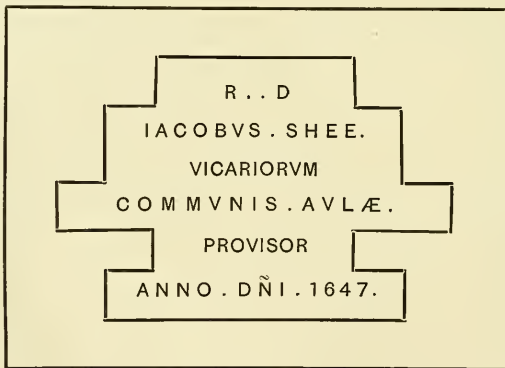 R . . D
IACOBVS . SHEE.
VICARIORVM
COMMVNIS . AVLÆ.
PROVISOR
ANNO . DÑI . 1647.